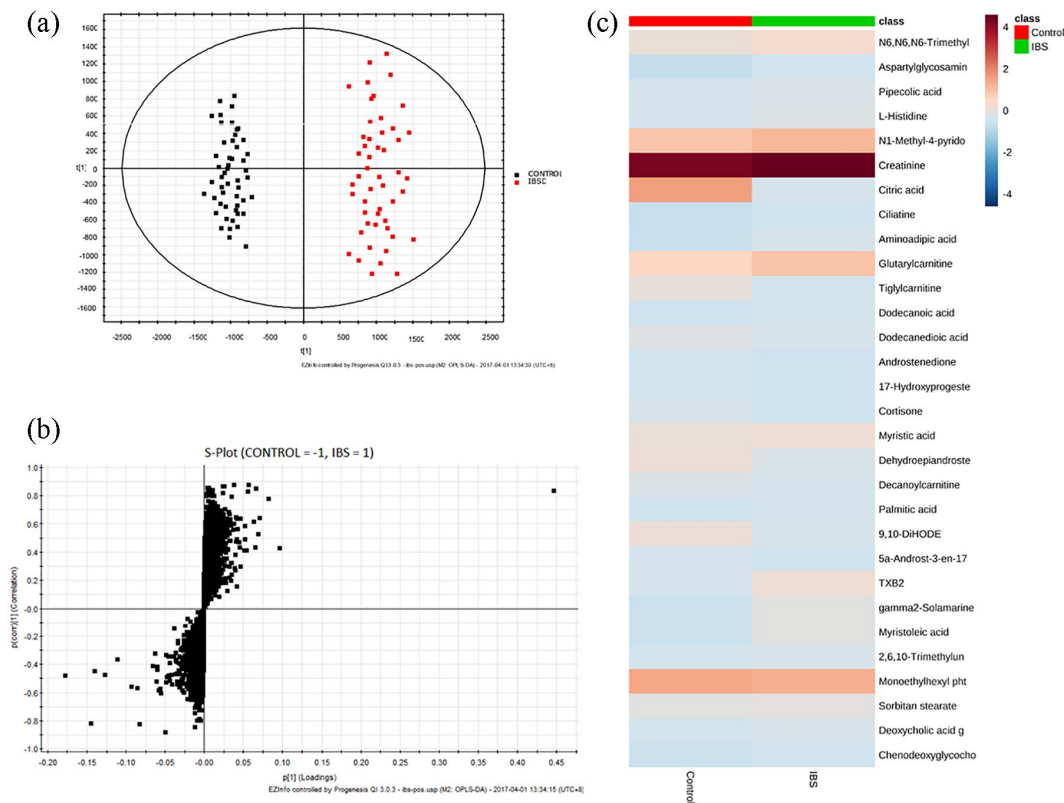 (a)
1600
1400
1200
1000
800
600
400
200
0
-200
-400
-600
-800
-1000
-1200
-1400
-1600
t[1]
-2500 -2000 -1500 -1000 -500 0 500 1000 1500 2000 2500
t[1]
CONTROL
EZInfo controlled by Progenesis QI 3.0.3 - ibs-pos.usp (M2: OPLS-DA) - 2017-04-01 13:34:39 (UTC+8)
(b)
S-Plot (CONTROL = -1, IBS = 1)
1.0
0.8
0.6
0.4
0.2
-0.0
-0.2
-0.4
-0.6
-0.8
-1.0
p(corr)[1] (Correlation)
-0.20 -0.15 -0.10 -0.05 -0.00 0.05 0.10 0.15 0.20 0.25 0.30 0.35 0.40 0.45 0.50
p[1] (Loadings)
EZInfo controlled by Progenesis QI 3.0.3 - ibs-pos.usp (M2: OPLS-DA) - 2017-04-01 13:34:15 (UTC+8)
(c)
class
N6,N6,N6-Trimethyl
Aspartylglycosamin
Pipecolic acid
L-Histidine
N1-Methyl-4-pyrido
Creatinine
Citric acid
Ciliatine
Aminoadipic acid
Glutarylcarnitine
Tiglylcarnitine
Dodecanoic acid
Dodecanedioic acid
Androstenedione
17-Hydroxyprogeste
Cortisone
Myristic acid
Dehydroepiandroste
Decanoylcarnitine
Palmitic acid
9,10-DiHODE
5a-Androst-3-en-17
TXB2
gamma2-Solamarine
Myristoleic acid
2,6,10-Trimethylun
Monoethylhexyl pht
Sorbitan stearate
Deoxycholic acid g
Chenodeoxyglycocho
Control
IBS
4
2
0
-2
-4
class
Control
IBS